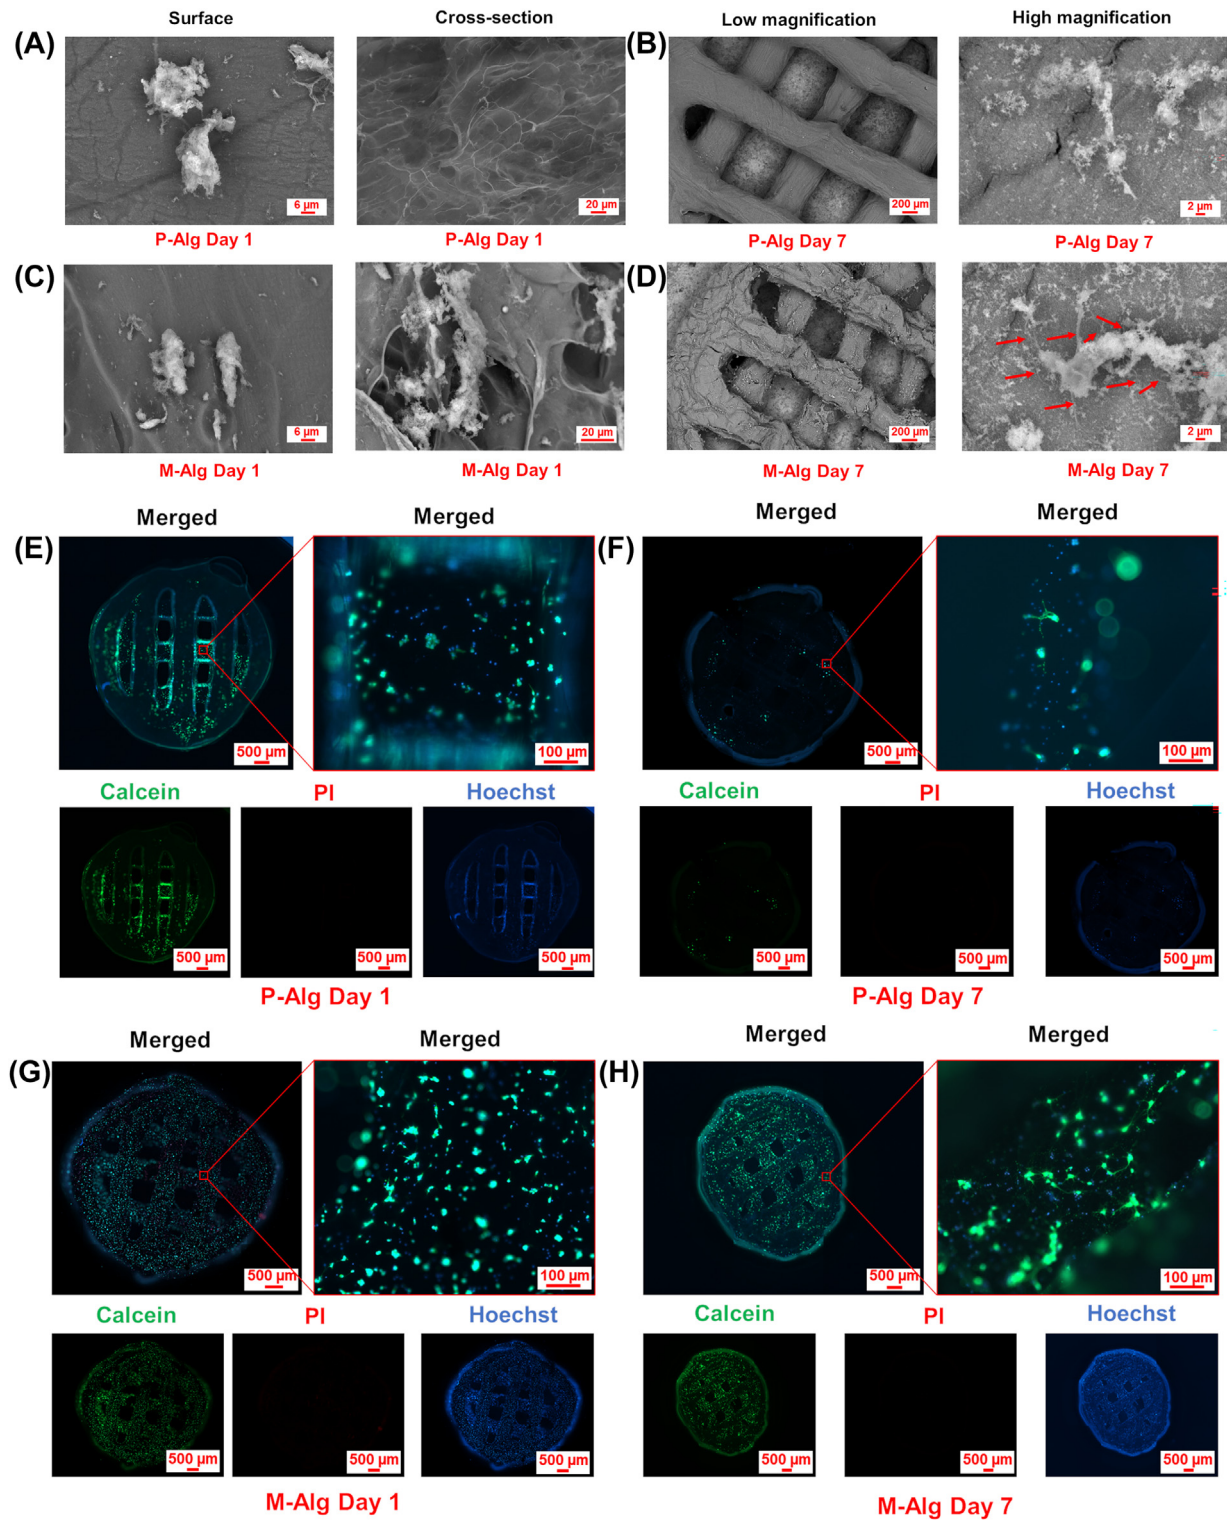 Surface
Cross-section
Low magnification
High magnification
(A)
6 µm
20 µm
(B)
200 µm
2 µm
P-Alg Day 1
P-Alg Day 1
P-Alg Day 7
P-Alg Day 7
(C)
6 µm
20 µm
(D)
200 µm
2 µm
M-Alg Day 1
M-Alg Day 1
M-Alg Day 7
M-Alg Day 7
Merged
Merged
Merged
Merged
(E)
500 µm
100 µm
(F)
500 µm
100 µm
Calcein
PI
Hoechst
Calcein
PI
Hoechst
500 µm
500 µm
500 µm
500 µm
500 µm
500 µm
P-Alg Day 1
P-Alg Day 7
Merged
Merged
Merged
Merged
(G)
500 µm
100 µm
(H)
500 µm
100 µm
Calcein
PI
Hoechst
Calcein
PI
Hoechst
500 µm
500 µm
500 µm
500 µm
500 µm
500 µm
M-Alg Day 1
M-Alg Day 7